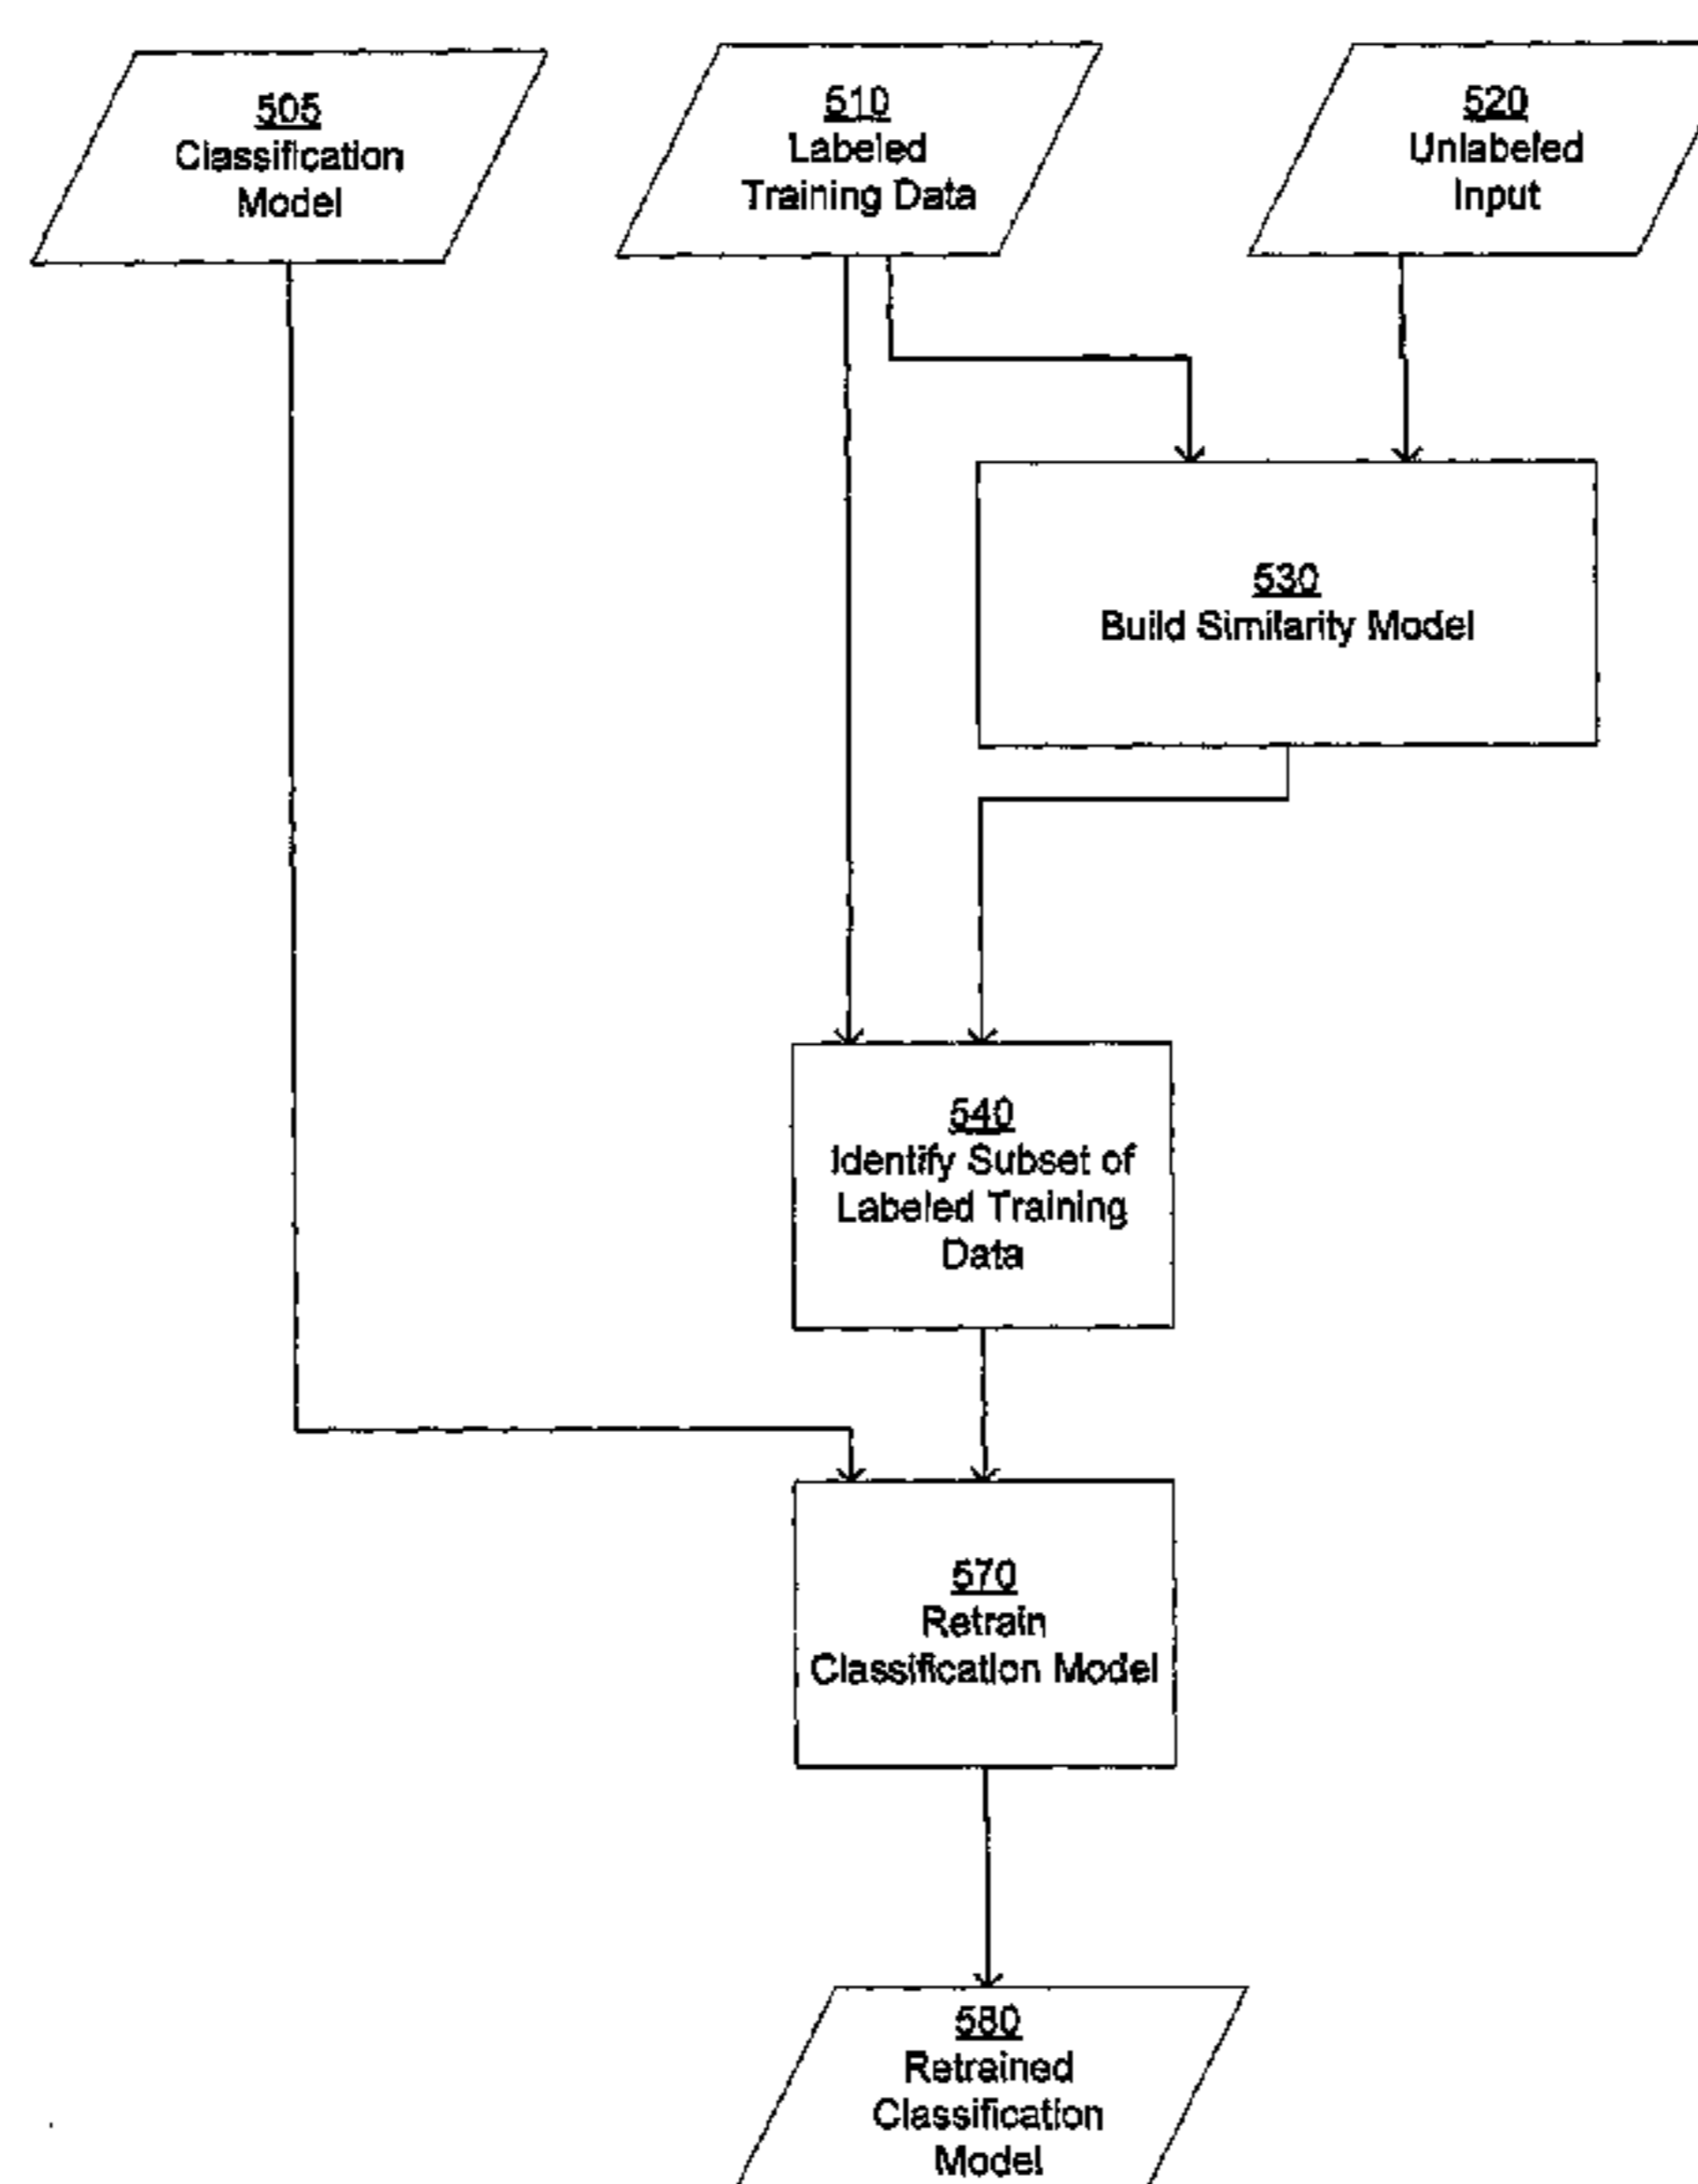 505
Classification
Model
510
Labeled
Training Data
520
Unlabeled
Input
530
Build Similarity Model
540
Identify Subset of
Labeled Training
Data
570
Retrain
Classification Model
580
Retrained
Classification
Model